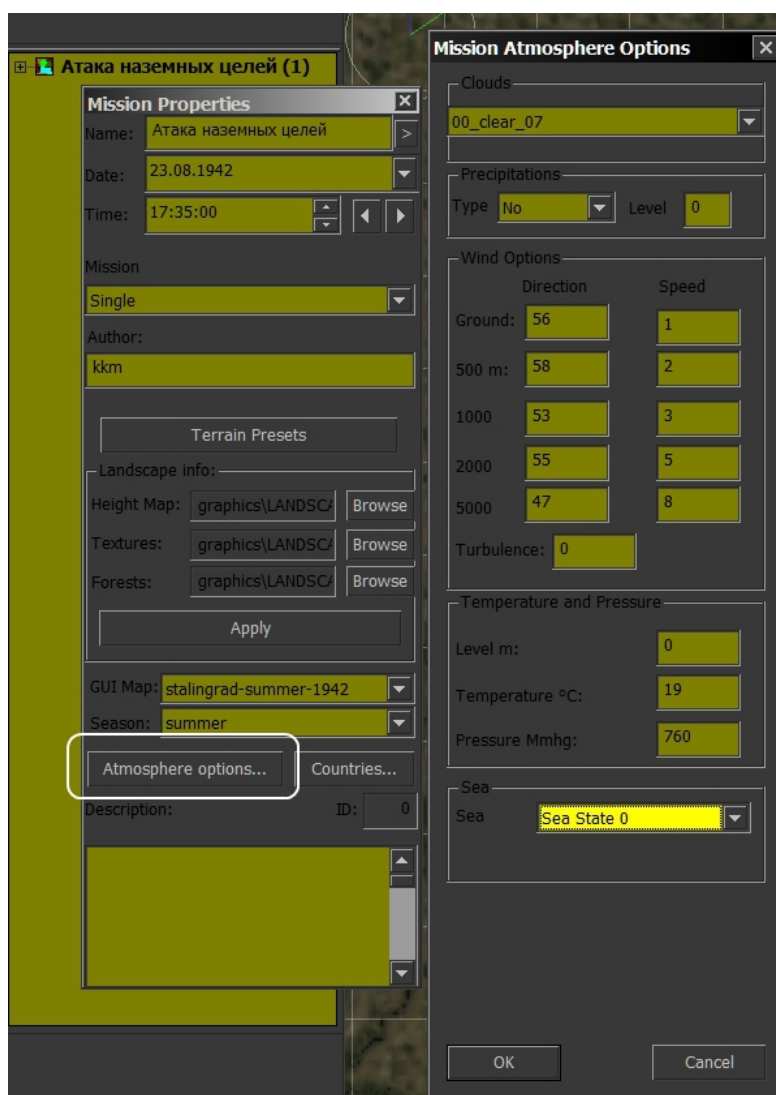 Атака наземных целей (1)
Mission Properties
Name: Атака наземных целей >
Date: 23.08.1942
Time: 17:35:00
Mission
Single
Author:
kkm
Terrain Presets
Landscape info:
Height Map: graphics\LANDSCA Browse
Textures: graphics\LANDSCA Browse
Forests: graphics\LANDSCA Browse
Apply
GUI Map: stalingrad-summer-1942
Season: summer
Atmosphere options... Countries...
Description: ID: 0
Mission Atmosphere Options
Clouds
00_clear_07
Precipitations
Type No Level 0
Wind Options
Direction Speed
Ground: 56 1
500 m: 58 2
1000 53 3
2000 55 5
5000 47 8
Turbulence: 0
Temperature and Pressure
Level m: 0
Temperature °C: 19
Pressure Mmhg: 760
Sea
Sea Sea State 0
OK Cancel